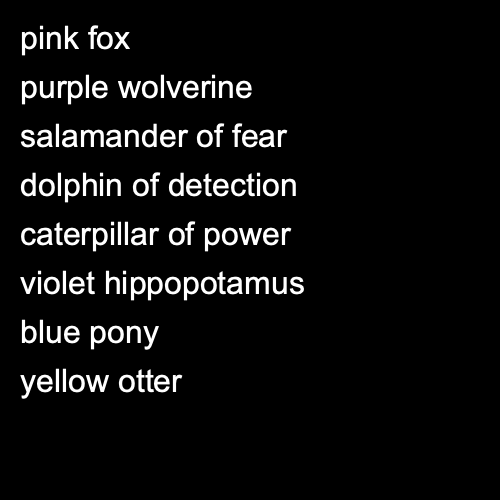 pink fox
purple wolverine
salamander of fear
dolphin of detection
caterpillar of power
violet hippopotamus
blue pony
yellow otter